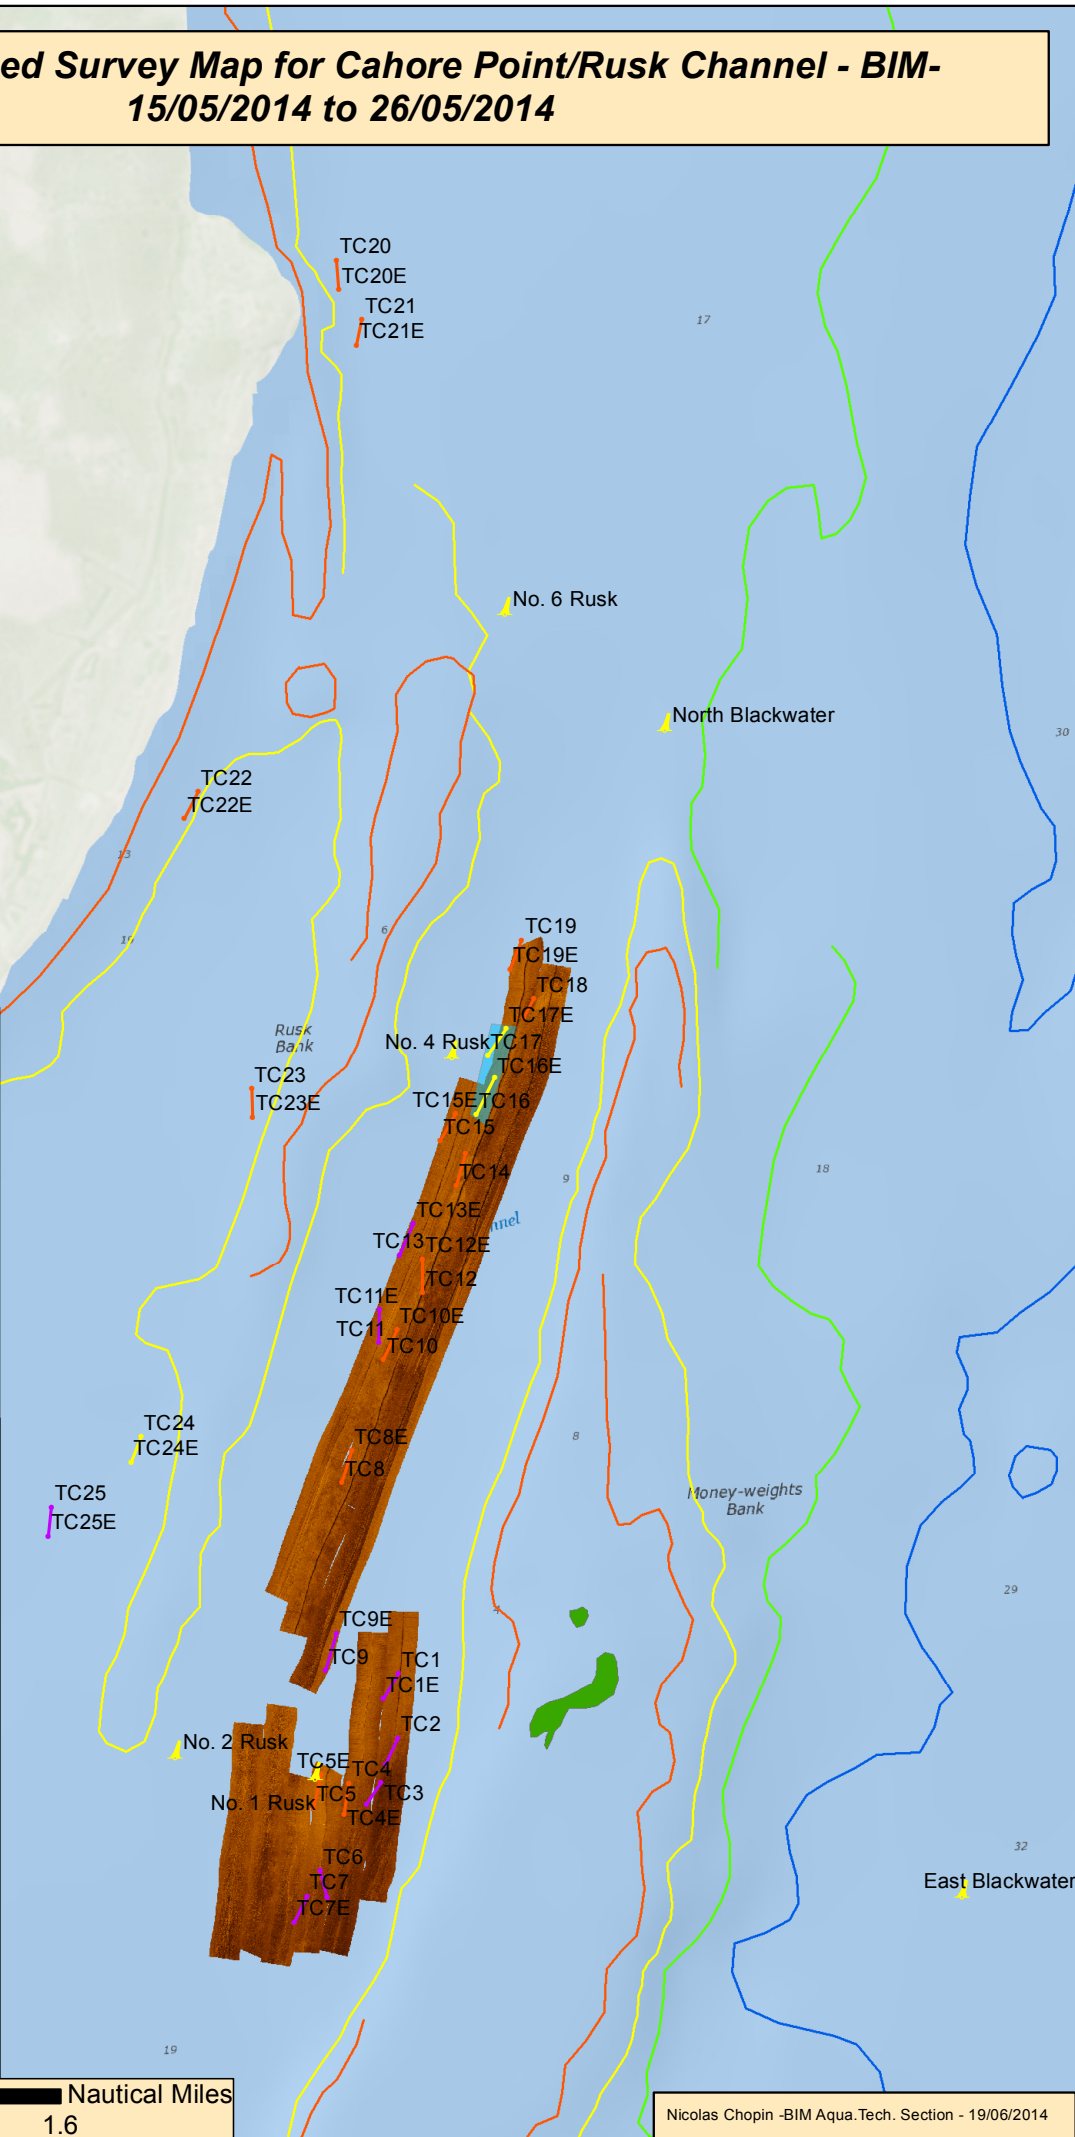 ed Survey Map for Cahore Point/Rusk Channel - BIM-
15/05/2014 to 26/05/2014
TC20
TC20E
TC21
17
TC21E
No. 6 Rusk
North Blackwater
30
TC22
TC22E
13
TC19
6
19
TC19E
TC18
TC17E
Rusk
Bank
No. 4 Rusk
TC17
TC16E
TC23
TC15E
TC16
TC23E
TC15
18
TC14
9
TC13E
nnel
TC13
TC12E
TC12
TC11E
TC10E
TC11
TC10
TC24
8
TC8E
TC24E
TC8
TC25
Money-weights
Bank
TC25E
29
4
TC9E
TC9
TC1
TC1E
TC2
No. 2 Rusk
TC5E
TC4
TC5
TC3
No. 1 Rusk
TC4E
32
TC6
TC7
East Blackwater
TC7E
19
Nautical Miles
1.6
Nicolas Chopin -BIM Aqua.Tech. Section - 19/06/2014